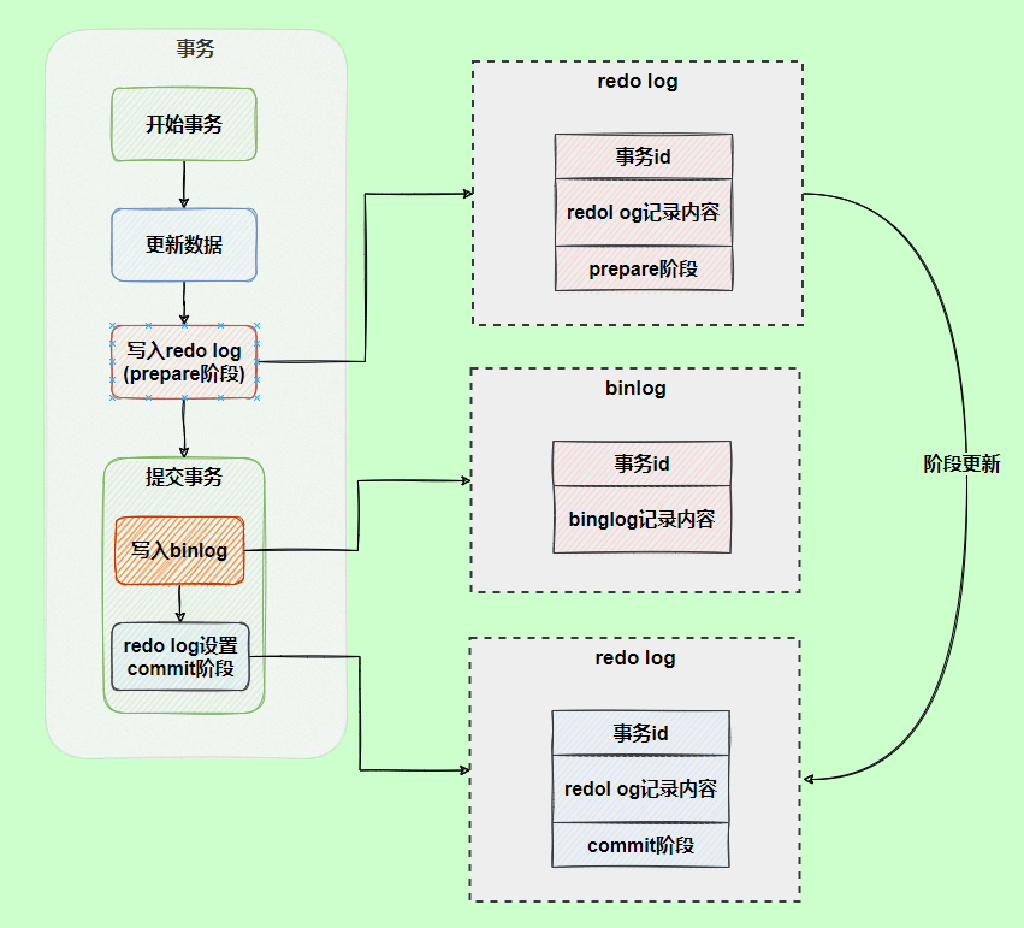 事务
开始事务
更新数据
写入redo log
(prepare阶段)
提交事务
写入binlog
redo log设置
commit阶段
redo log
事务id
redol og记录内容
prepare阶段
binlog
事务id
binglog记录内容
redo log
事务id
redol og记录内容
commit阶段
阶段更新